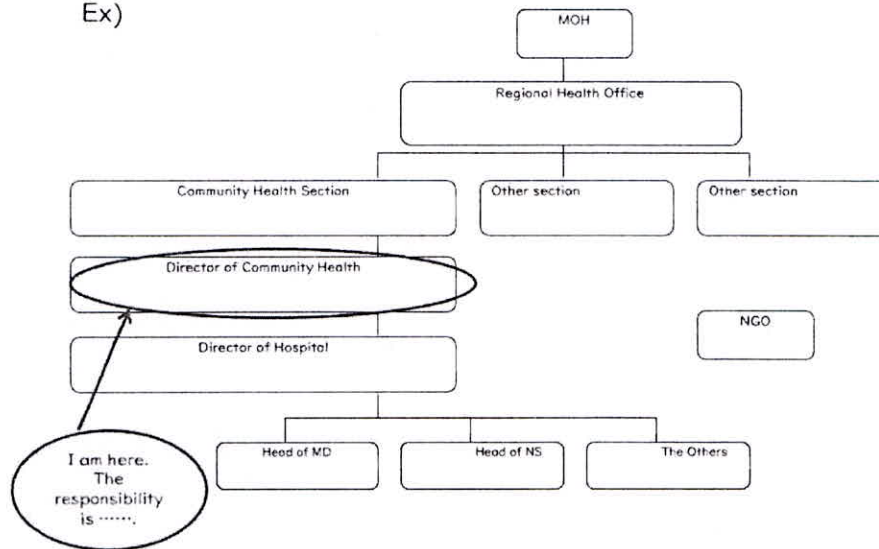 Ex)
MOH
Regional Health Office
Community Health Section
Other section
Other section
Director of Community Health
NGO
Director of Hospital
Head of MD
Head of NS
The Others
I am here.
The
responsibility
is ……．